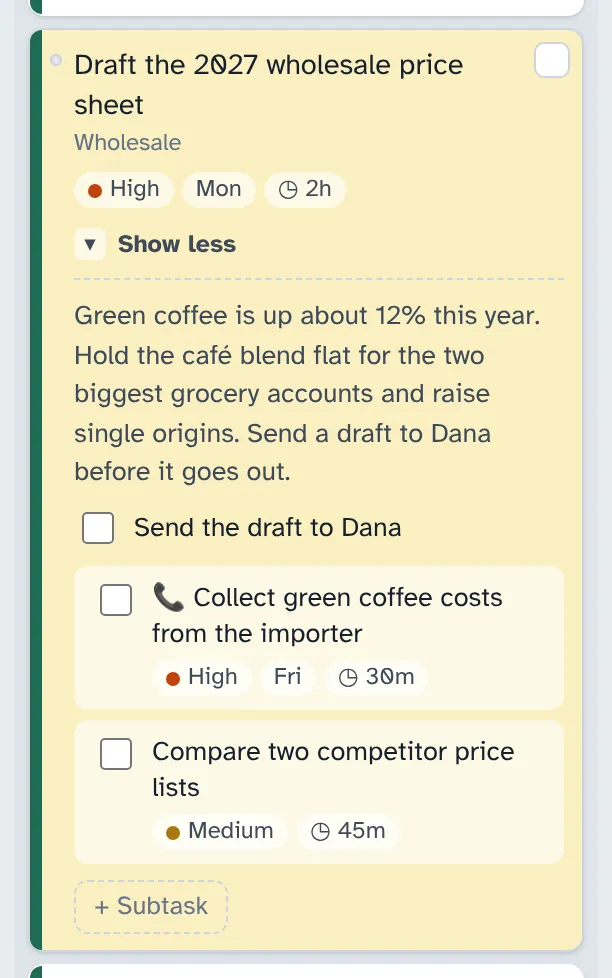 Draft the 2027 wholesale price
sheet
Wholesale
High Mon 2h
Show less
Green coffee is up about 12% this year.
Hold the café blend flat for the two
biggest grocery accounts and raise
single origins. Send a draft to Dana
before it goes out.
Send the draft to Dana
📞 Collect green coffee costs
from the importer
High Fri 30m
Compare two competitor price
lists
Medium 45m
+ Subtask